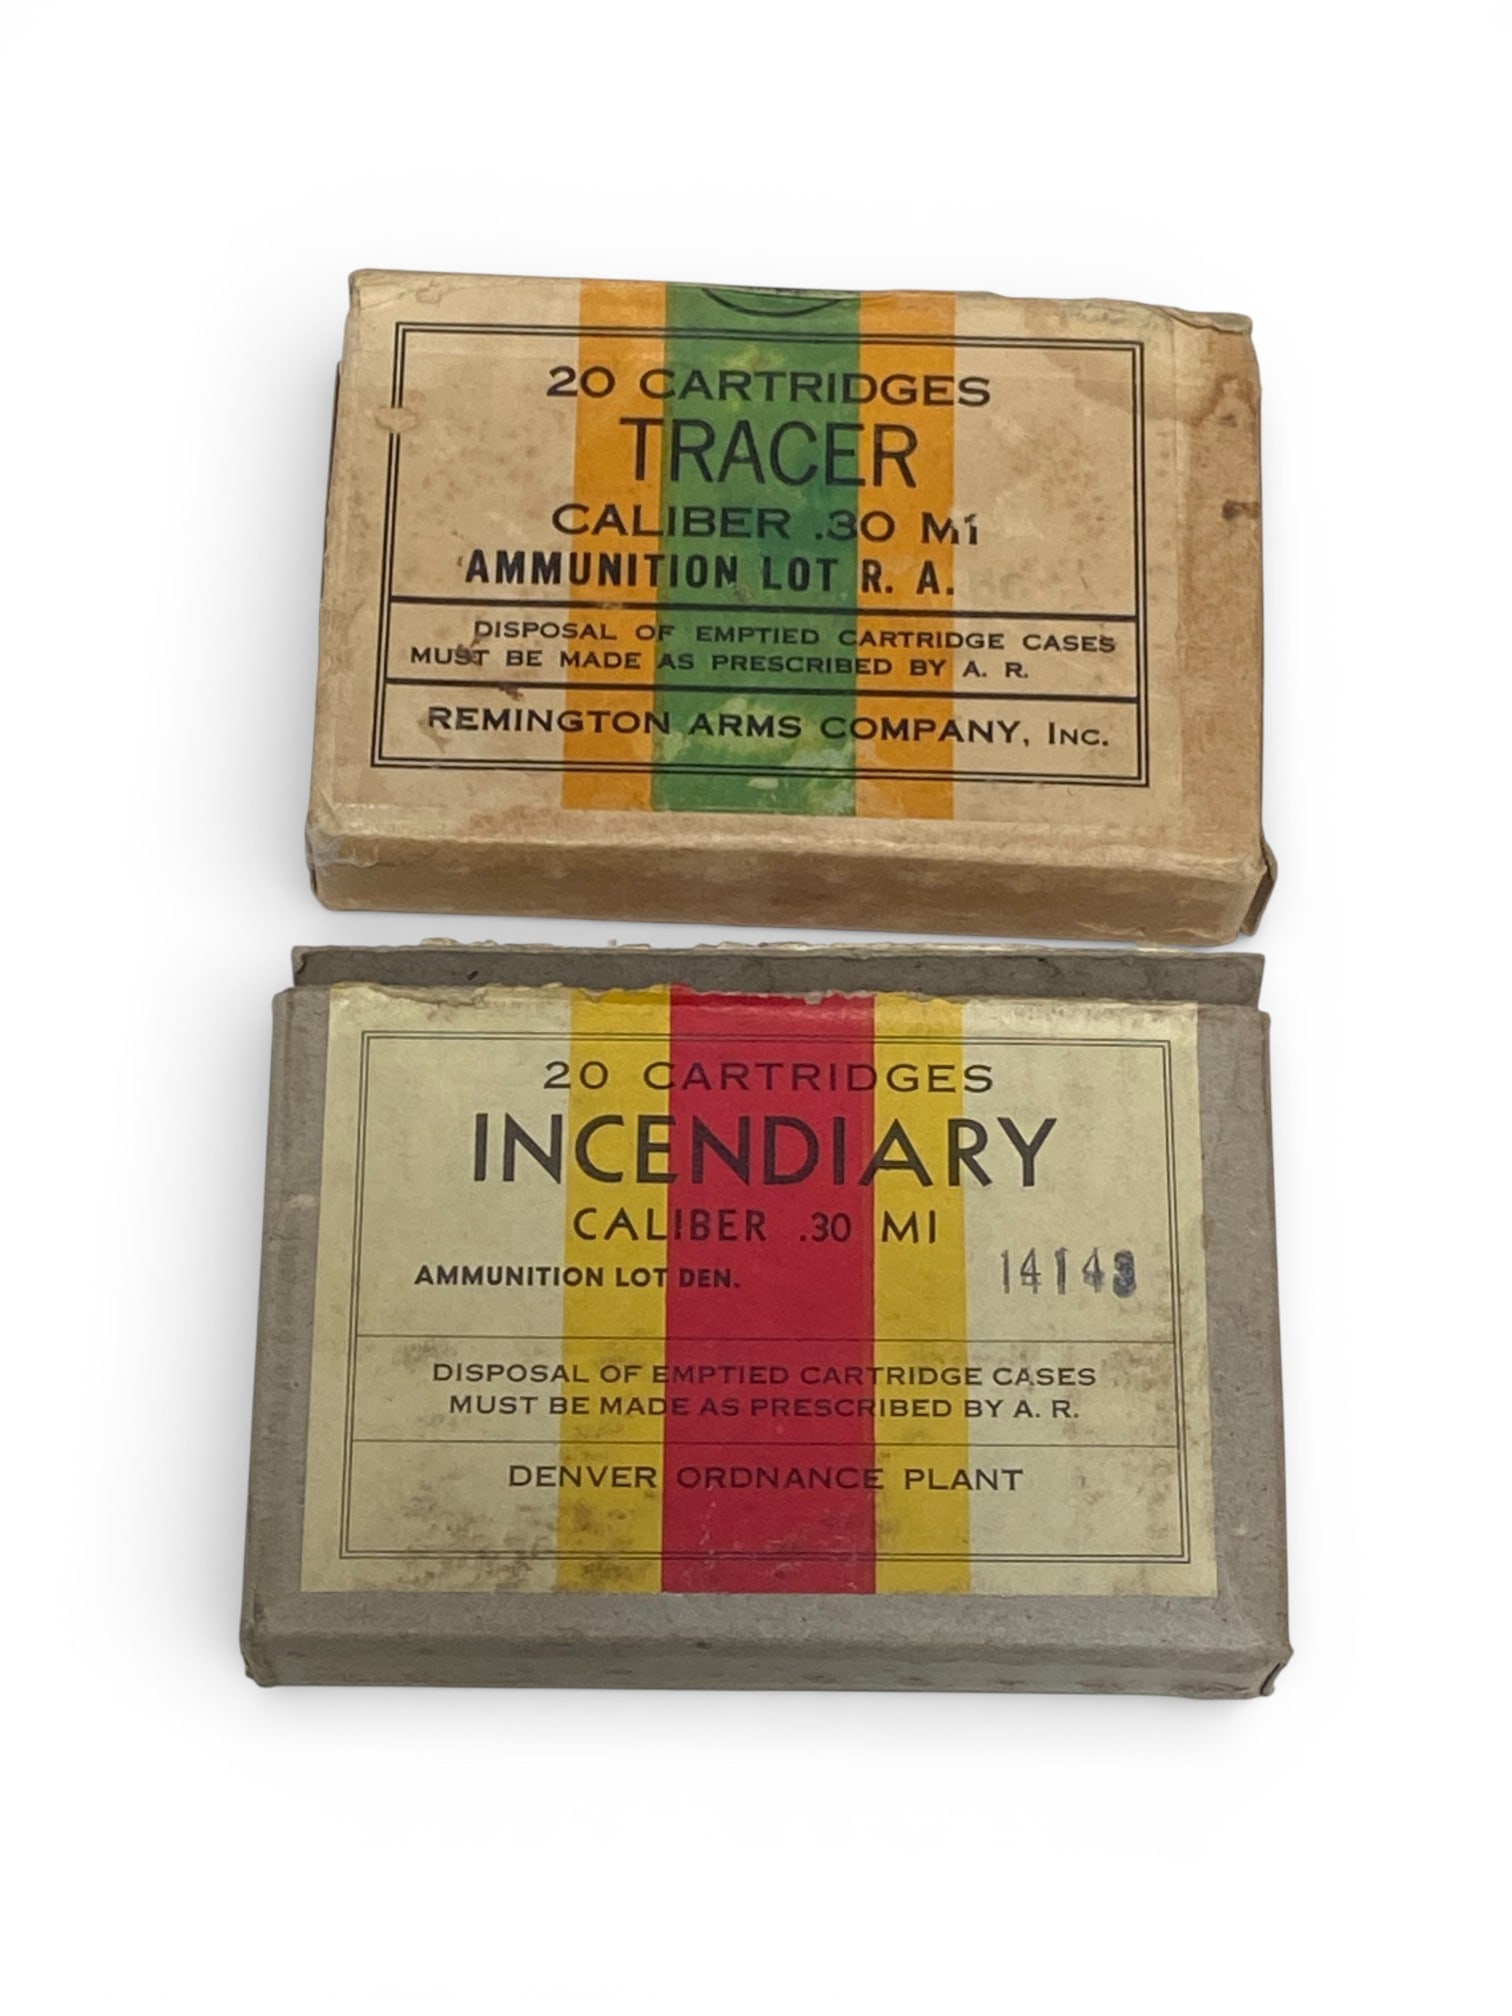 20 CARTRIDGES
TRACER
CALIBER .30 M1
AMMUNITION LOT R. A.
DISPOSAL OF EMPTIED CARTRIDGE CASES
MUST BE MADE AS PRESCRIBED BY A. R.
REMINGTON ARMS COMPANY, INC.
20 CARTRIDGES
INCENDIARY
CALIBER .30 M1
AMMUNITION LOT DEN. 14143
DISPOSAL OF EMPTIED CARTRIDGE CASES
MUST BE MADE AS PRESCRIBED BY A. R.
DENVER ORDNANCE PLANT